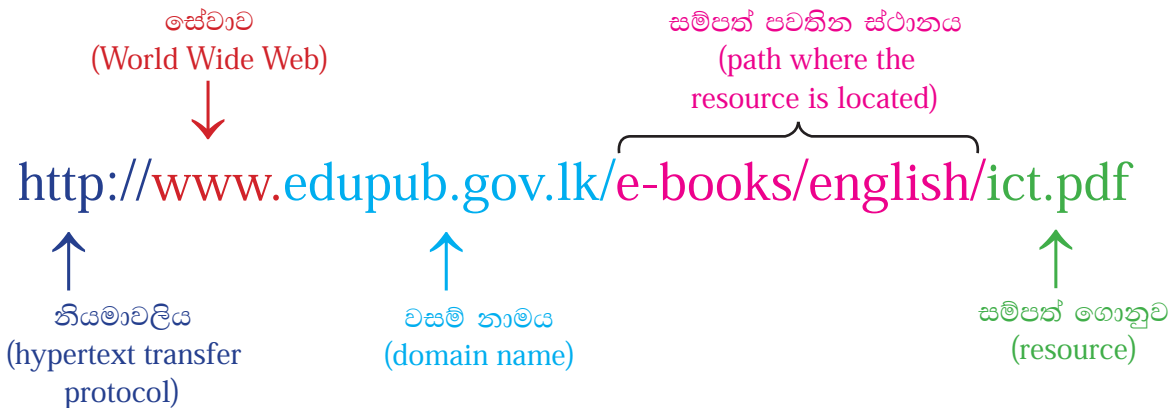 සේවාව
(World Wide Web)
සම්පත් පවතින ස්ථානය
(path where the
resource is located)
http://www.edupub.gov.lk/e-books/english/ict.pdf
නියමාවලිය
(hypertext transfer
protocol)
වසම් නාමය
(domain name)
සම්පත් ගොනුව
(resource)